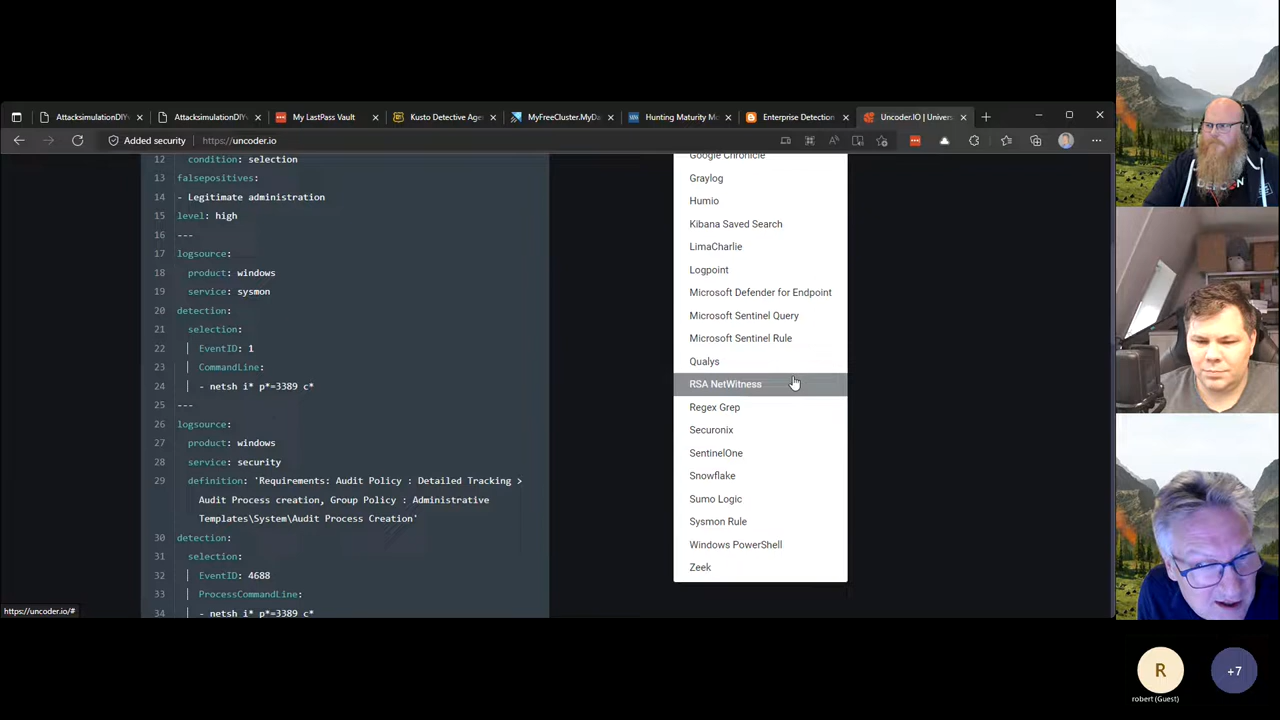 AttacksimulationDIY
AttacksimulationDIY
My LastPass Vault
Kusto Detective Agen
MyFreeCluster.MyDa
Hunting Maturity Mo
Enterprise Detection
Uncoder.IO | Univers
Added security
https://uncoder.io
12 condition: selection
13 falsepositives:
14 - Legitimate administration
15 level: high
16 ---
17 logsource:
18 product: windows
19 service: sysmon
20 detection:
21 selection:
22 EventID: 1
23 CommandLine:
24 - netsh i* p*=3389 c*
25 ---
26 logsource:
27 product: windows
28 service: security
29 definition: 'Requirements: Audit Policy : Detailed Tracking >
Audit Process creation, Group Policy : Administrative
Templates\System\Audit Process Creation'
30 detection:
31 selection:
32 EventID: 4688
33 ProcessCommandLine:
34 - netsh i* p*=3389 c*
https://uncoder.io/#
Google Chronicle
Graylog
Humio
Kibana Saved Search
LimaCharlie
Logpoint
Microsoft Defender for Endpoint
Microsoft Sentinel Query
Microsoft Sentinel Rule
Qualys
RSA NetWitness
Regex Grep
Securonix
SentinelOne
Snowflake
Sumo Logic
Sysmon Rule
Windows PowerShell
Zeek
DEFCON
R
+7
robert (Guest)